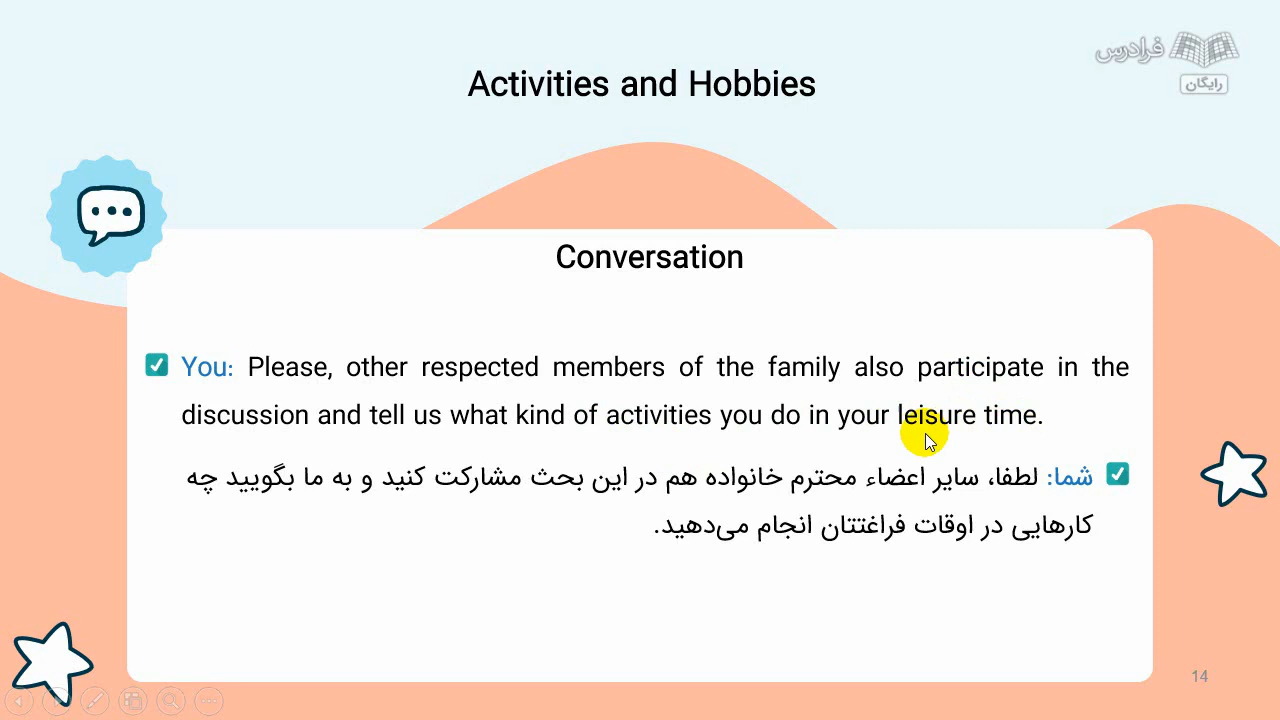 فرادرس
رایگان
Activities and Hobbies
Conversation
You: Please, other respected members of the family also participate in the
discussion and tell us what kind of activities you do in your leisure time.
شما: لطفا، سایر اعضاء محترم خانواده هم در این بحث مشارکت کنید و به ما بگویید چه
کارهایی در اوقات فراغتتان انجام می‌دهید.
14